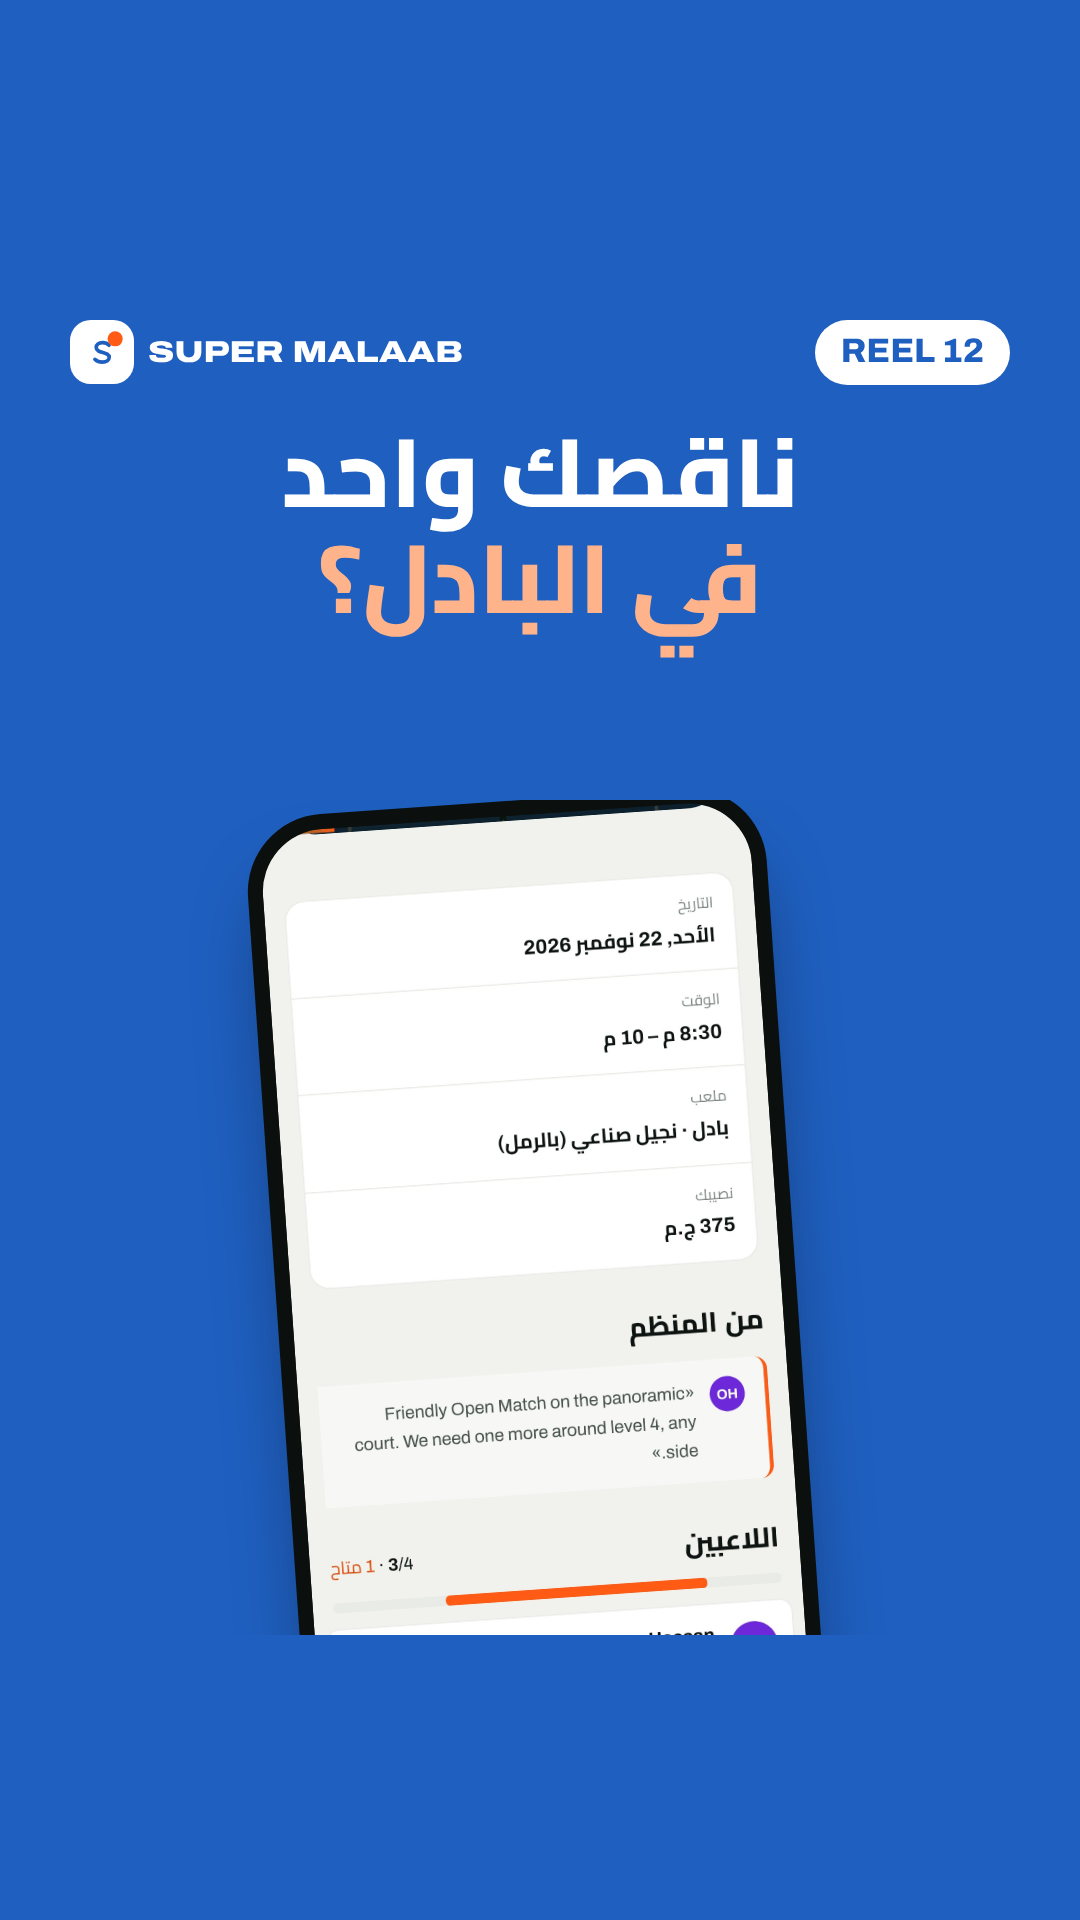 SUPER MALAAB
REEL 12
ناقصك واحد
في البادل؟
التاريخ
الأحد, 22 نوفمبر 2026
الوقت
8:30 م – 10 م
ملعب
بادل · نجيل صناعي (بالرمل)
نصيبك
375 ج.م
من المنظم
OH
«Friendly Open Match on the panoramic
court. We need one more around level 4, any
side.»
اللاعبين
3/4 · 1 متاح